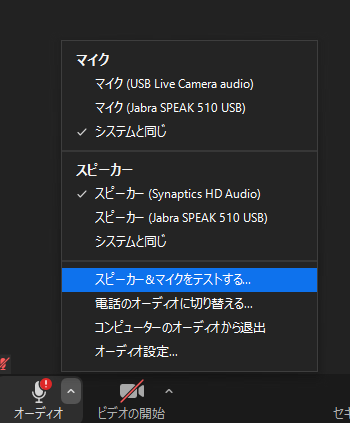 マイク
マイク (USB Live Camera audio)
マイク (Jabra SPEAK 510 USB)
システムと同じ
スピーカー
スピーカー (Synaptics HD Audio)
スピーカー (Jabra SPEAK 510 USB)
システムと同じ
スピーカー&マイクをテストする...
電話のオーディオに切り替える...
コンピューターのオーディオから退出
オーディオ設定...
オーディオ
ビデオの開始
セキ